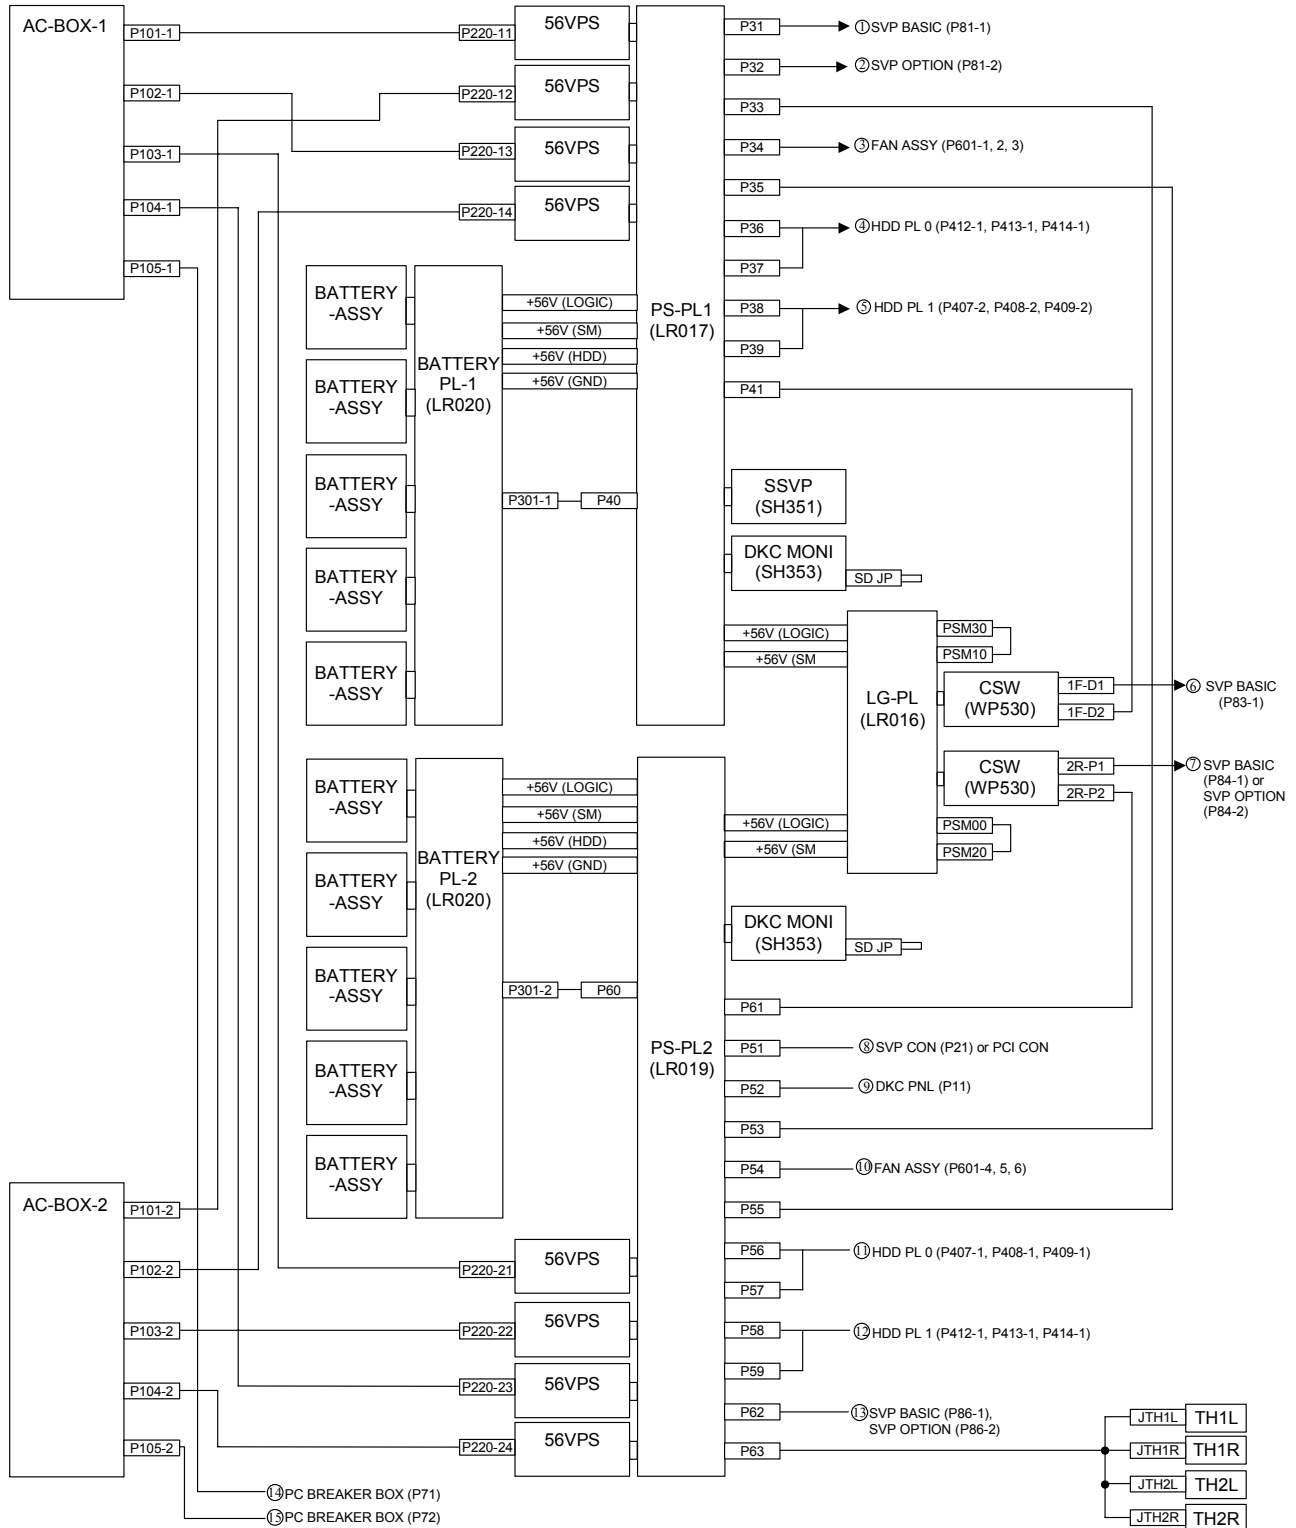 AC-BOX-1
P101-1
P102-1
P103-1
P104-1
P105-1
P220-11
56VPS
P220-12
56VPS
P220-13
56VPS
P220-14
56VPS
BATTERY
-ASSY
BATTERY
-ASSY
BATTERY
-ASSY
BATTERY
-ASSY
BATTERY
-ASSY
BATTERY
PL-1
(LR020)
+56V (LOGIC)
+56V (SM)
+56V (HDD)
+56V (GND)
P301-1
P40
PS-PL1
(LR017)
P31
①SVP BASIC (P81-1)
P32
②SVP OPTION (P81-2)
P33
P34
③FAN ASSY (P601-1, 2, 3)
P35
P36
④HDD PL 0 (P412-1, P413-1, P414-1)
P37
P38
⑤HDD PL 1 (P407-2, P408-2, P409-2)
P39
P41
SSVP
(SH351)
DKC MONI
(SH353)
SD JP
+56V (LOGIC)
+56V (SM
LG-PL
(LR016)
PSM30
PSM10
CSW
(WP530)
1F-D1
1F-D2
⑥ SVP BASIC
(P83-1)
CSW
(WP530)
2R-P1
2R-P2
⑦ SVP BASIC
(P84-1) or
SVP OPTION
(P84-2)
PSM00
PSM20
BATTERY
-ASSY
BATTERY
-ASSY
BATTERY
-ASSY
BATTERY
-ASSY
BATTERY
-ASSY
BATTERY
PL-2
(LR020)
+56V (LOGIC)
+56V (SM)
+56V (HDD)
+56V (GND)
P301-2
P60
+56V (LOGIC)
+56V (SM
DKC MONI
(SH353)
SD JP
PS-PL2
(LR019)
P61
P51
⑧SVP CON (P21) or PCI CON
P52
⑨DKC PNL (P11)
P53
P54
⑩FAN ASSY (P601-4, 5, 6)
P55
P56
⑪HDD PL 0 (P407-1, P408-1, P409-1)
P57
P58
⑫HDD PL 1 (P412-1, P413-1, P414-1)
P59
P62
⑬SVP BASIC (P86-1),
SVP OPTION (P86-2)
P63
AC-BOX-2
P101-2
P102-2
P103-2
P104-2
P105-2
P220-21
56VPS
P220-22
56VPS
P220-23
56VPS
P220-24
56VPS
⑭PC BREAKER BOX (P71)
⑮PC BREAKER BOX (P72)
JTH1L
TH1L
JTH1R
TH1R
JTH2L
TH2L
JTH2R
TH2R